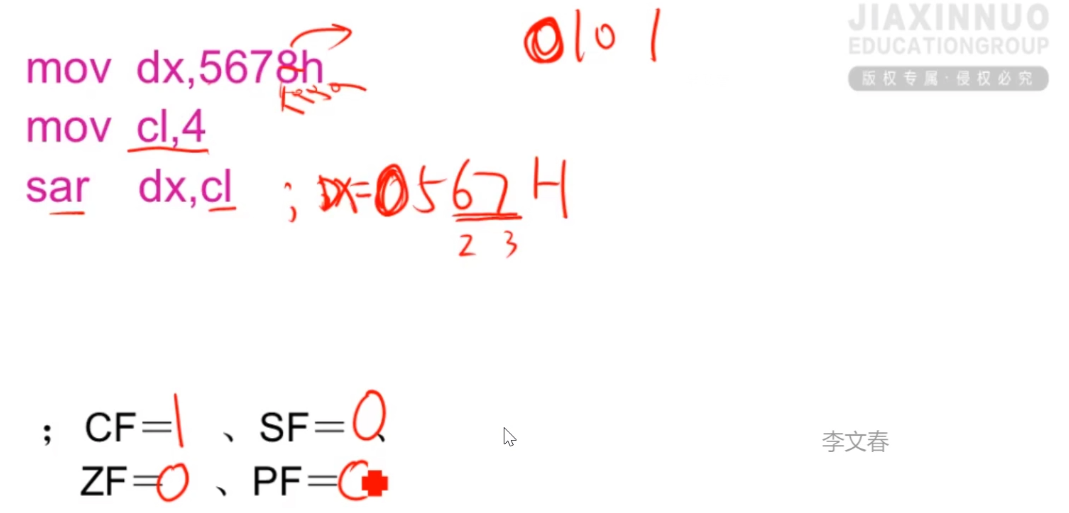 JIAXINNUO
EDUCATIONGROUP
版权专属·侵权必究
0101
mov dx,5678h
mov cl,4
sar dx,cl ; DX=0567H
2 3
; CF=1 、SF=0、
ZF=0 、PF=0
李文春